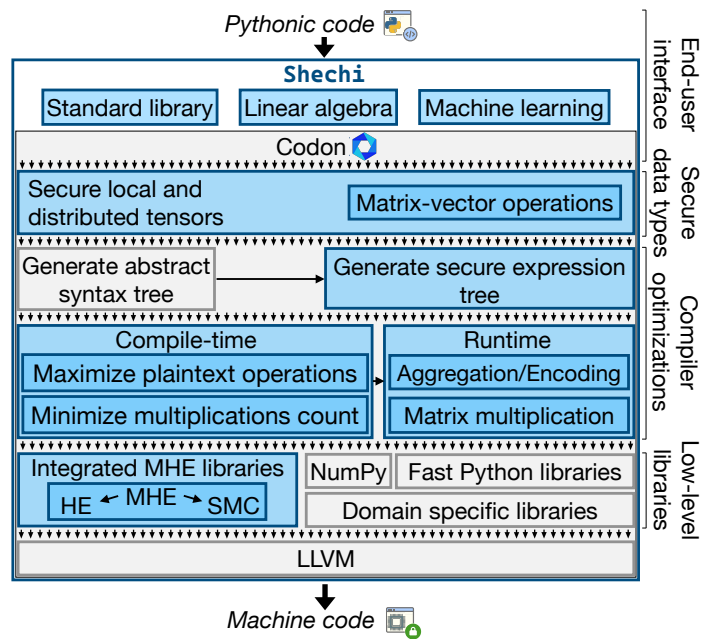 Pythonic code
Shechi
Standard library
Linear algebra
Machine learning
Codon
Secure local and
distributed tensors
Matrix-vector operations
Generate abstract
syntax tree
Generate secure expression
tree
Compile-time
Maximize plaintext operations
Minimize multiplications count
Runtime
Aggregation/Encoding
Matrix multiplication
Integrated MHE libraries
HE
MHE
SMC
NumPy
Fast Python libraries
Domain specific libraries
LLVM
Machine code
End-user
interface
Secure
data types
Compiler
optimizations
Low-level
libraries